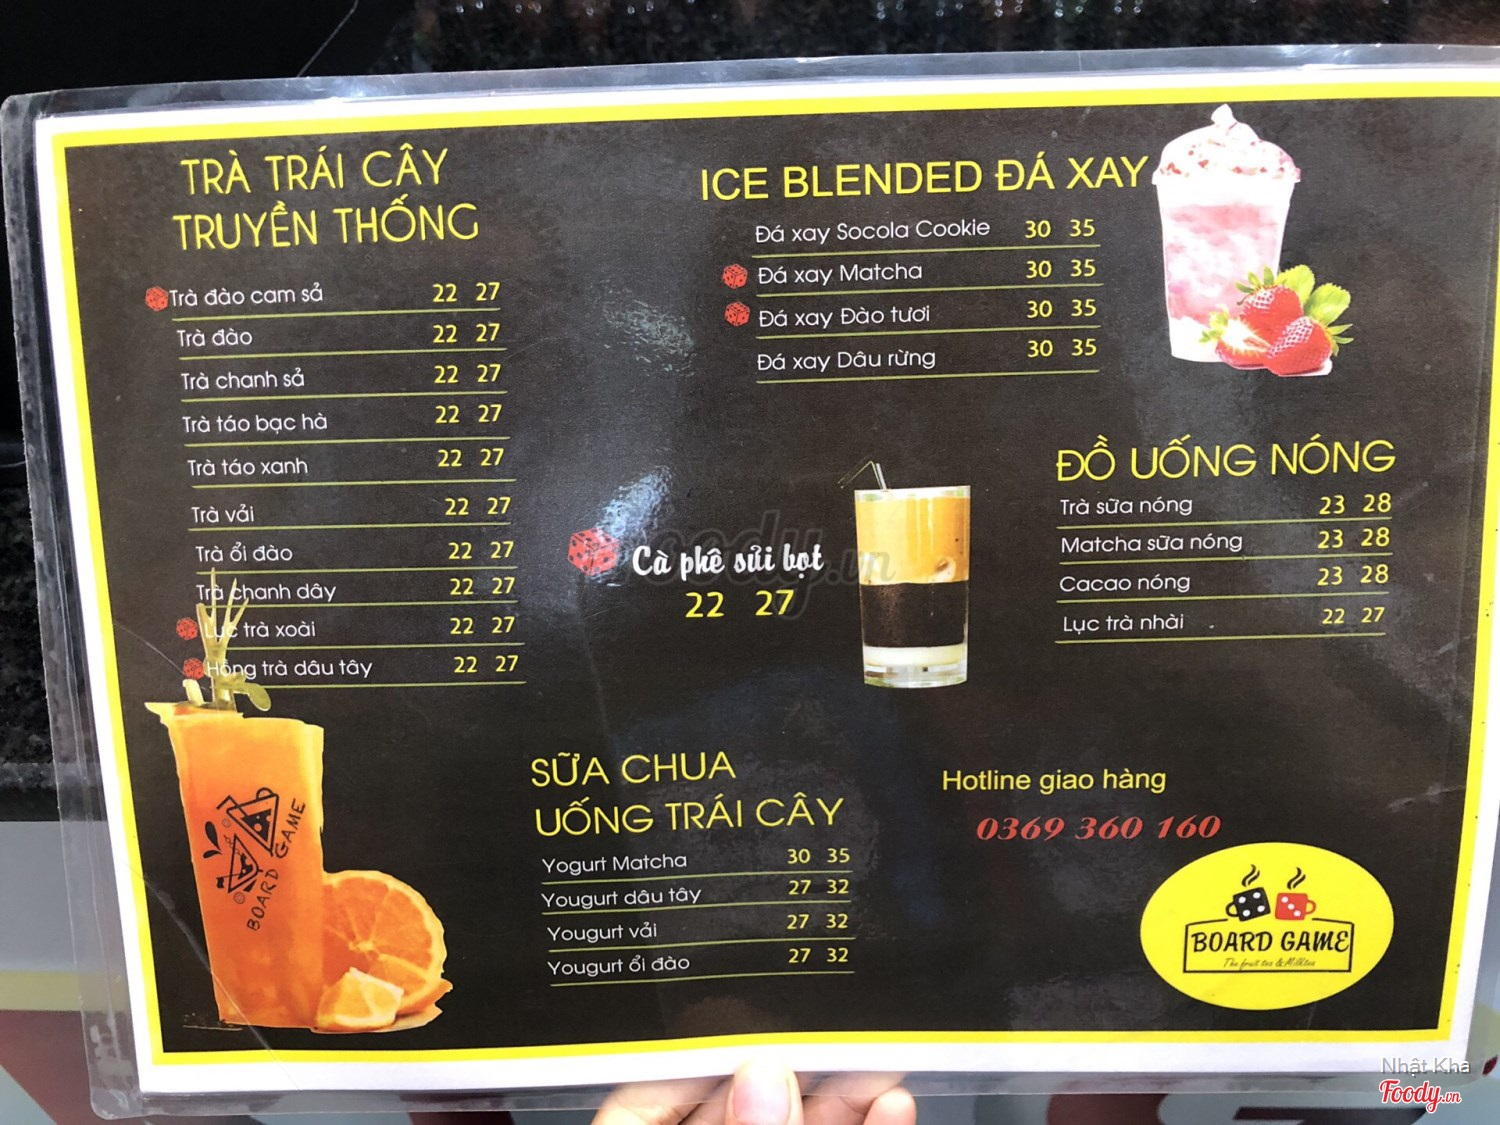 TRÀ TRÁI CÂY
TRUYỀN THỐNG
Trà đào cam sả 22 27
Trà đào 22 27
Trà chanh sả 22 27
Trà táo bạc hà 22 27
Trà táo xanh 22 27
Trà vải 22 27
Trà ổi đào 22 27
Trà chanh dây 22 27
Lục trà xoài 22 27
Hồng trà dâu tây 22 27
BOARD GAME
ICE BLENDED ĐÁ XAY
Đá xay Socola Cookie 30 35
Đá xay Matcha 30 35
Đá xay Đào tươi 30 35
Đá xay Dâu rừng 30 35
Cà phê sủi bọt
22 27
foody.vn
ĐỒ UỐNG NÓNG
Trà sữa nóng 23 28
Matcha sữa nóng 23 28
Cacao nóng 23 28
Lục trà nhài 22 27
SỮA CHUA
UỐNG TRÁI CÂY
Yogurt Matcha 30 35
Yougurt dâu tây 27 32
Yougurt vải 27 32
Yougurt ổi đào 27 32
Hotline giao hàng
0369 360 160
BOARD GAME
The fruit tea & Milktea
Nhật Kha
Foody.vn